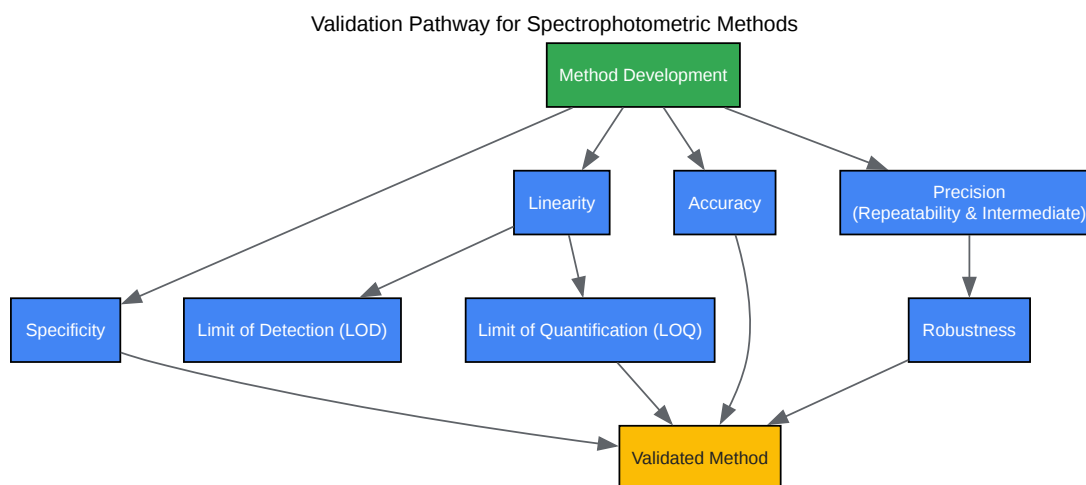 Validation Pathway for Spectrophotometric Methods
Method Development
Linearity
Accuracy
Precision
(Repeatability & Intermediate)
Specificity
Limit of Detection (LOD)
Limit of Quantification (LOQ)
Robustness
Validated Method